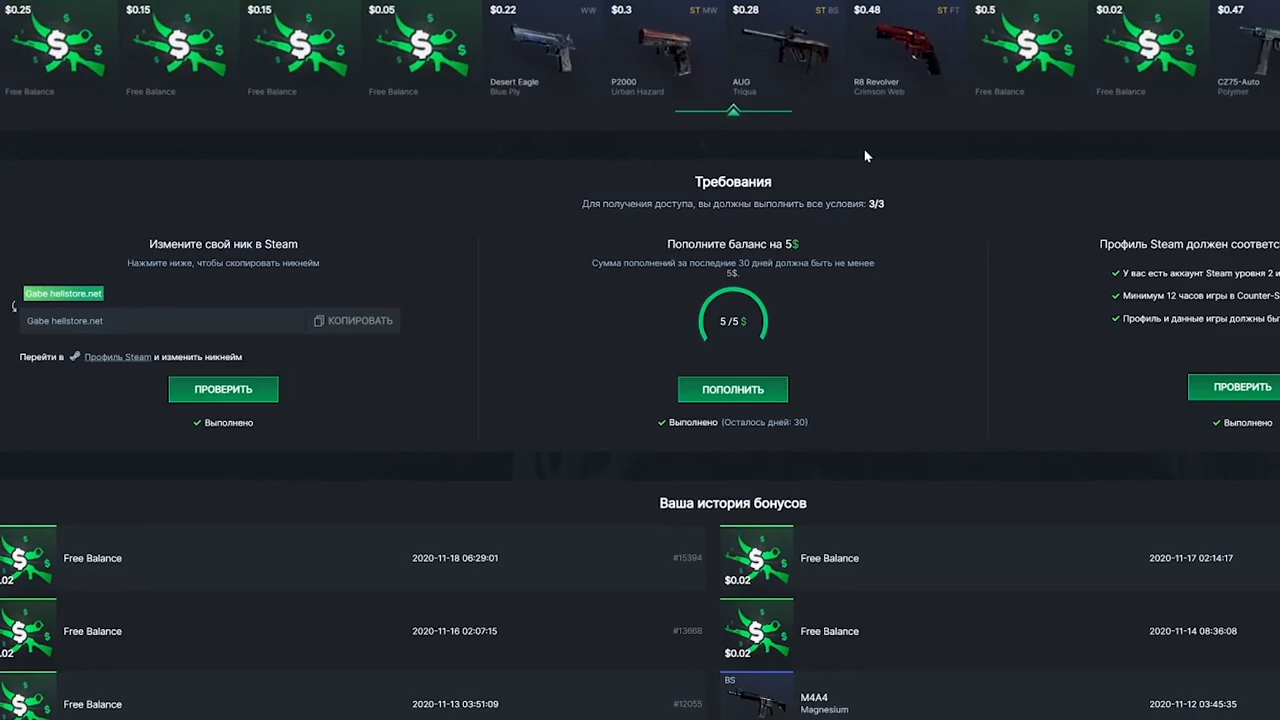 $0.25
$0.15
$0.15
$0.05
$0.22 WW
$0.3 ST MW
$0.28 ST BS
$0.48 ST FT
$0.5
$0.02
$0.47
Free Balance
Free Balance
Free Balance
Free Balance
Desert Eagle
Blue Ply
P2000
Urban Hazard
AUG
Triqua
R8 Revolver
Crimson Web
Free Balance
Free Balance
CZ75-Auto
Polymer
Требования
Для получения доступа, вы должны выполнить все условия: 3/3
Измените свой ник в Steam
Нажмите ниже, чтобы скопировать никнейм
Gabe hellstore.net
Gabe hellstore.net
КОПИРОВАТЬ
Перейти в Профиль Steam и изменить никнейм
ПРОВЕРИТЬ
Выполнено
Пополните баланс на 5$
Сумма пополнений за последние 30 дней должна быть не менее
5$.
5 /5 $
ПОПОЛНИТЬ
Выполнено (Осталось дней: 30)
Профиль Steam должен соответс
У вас есть аккаунт Steam уровня 2 и
Минимум 12 часов игры в Counter-S
Профиль и данные игры должны бы
ПРОВЕРИТЬ
Выполнено
Ваша история бонусов
.02
Free Balance
2020-11-18 06:29:01
#15394
$0.02
Free Balance
2020-11-17 02:14:17
.02
Free Balance
2020-11-16 02:07:15
#13668
$0.02
Free Balance
2020-11-14 08:36:08
Free Balance
2020-11-13 03:51:09
#12055
BS
M4A4
Magnesium
2020-11-12 03:45:35